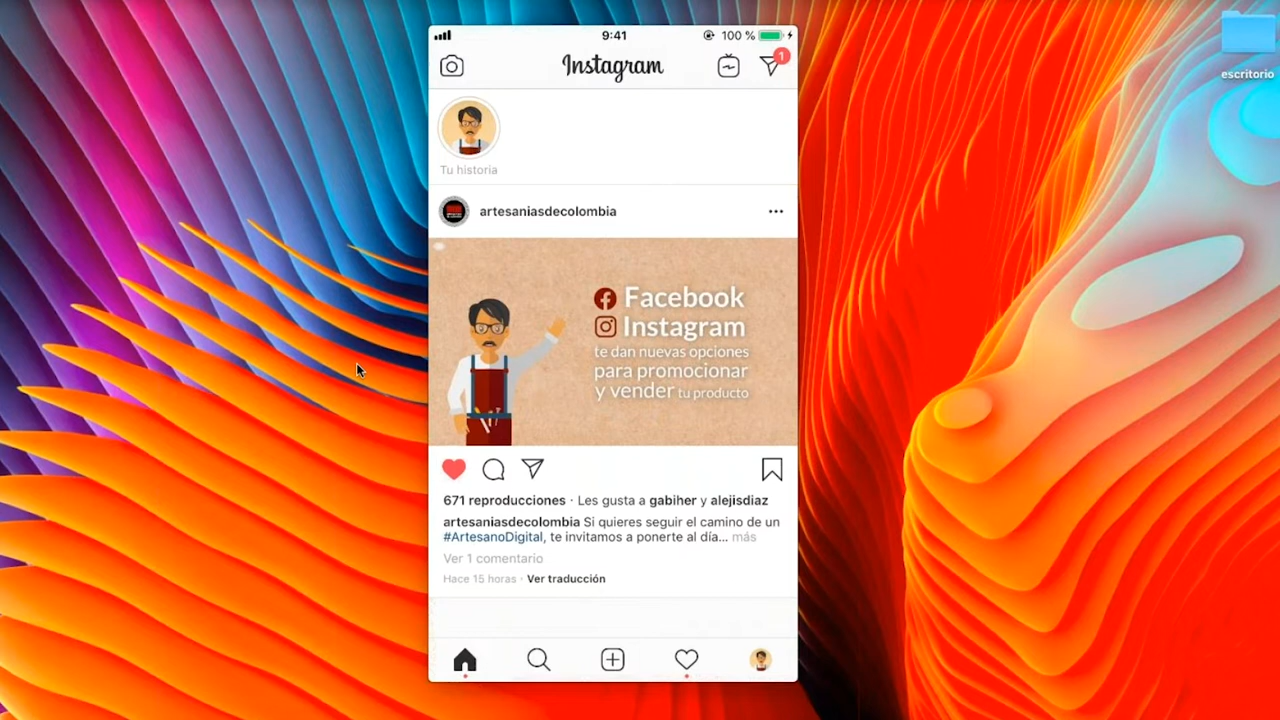 9:41
100 %
escritorio
Instagram
1
Tu historia
artesaniasdecolombia
Facebook
Instagram
te dan nuevas opciones
para promocionar
y vender tu producto
671 reproducciones · Les gusta a gabiher y alejisdiaz
artesaniasdecolombia Si quieres seguir el camino de un
#ArtesanoDigital, te invitamos a ponerte al día... más
Ver 1 comentario
Hace 15 horas · Ver traducción